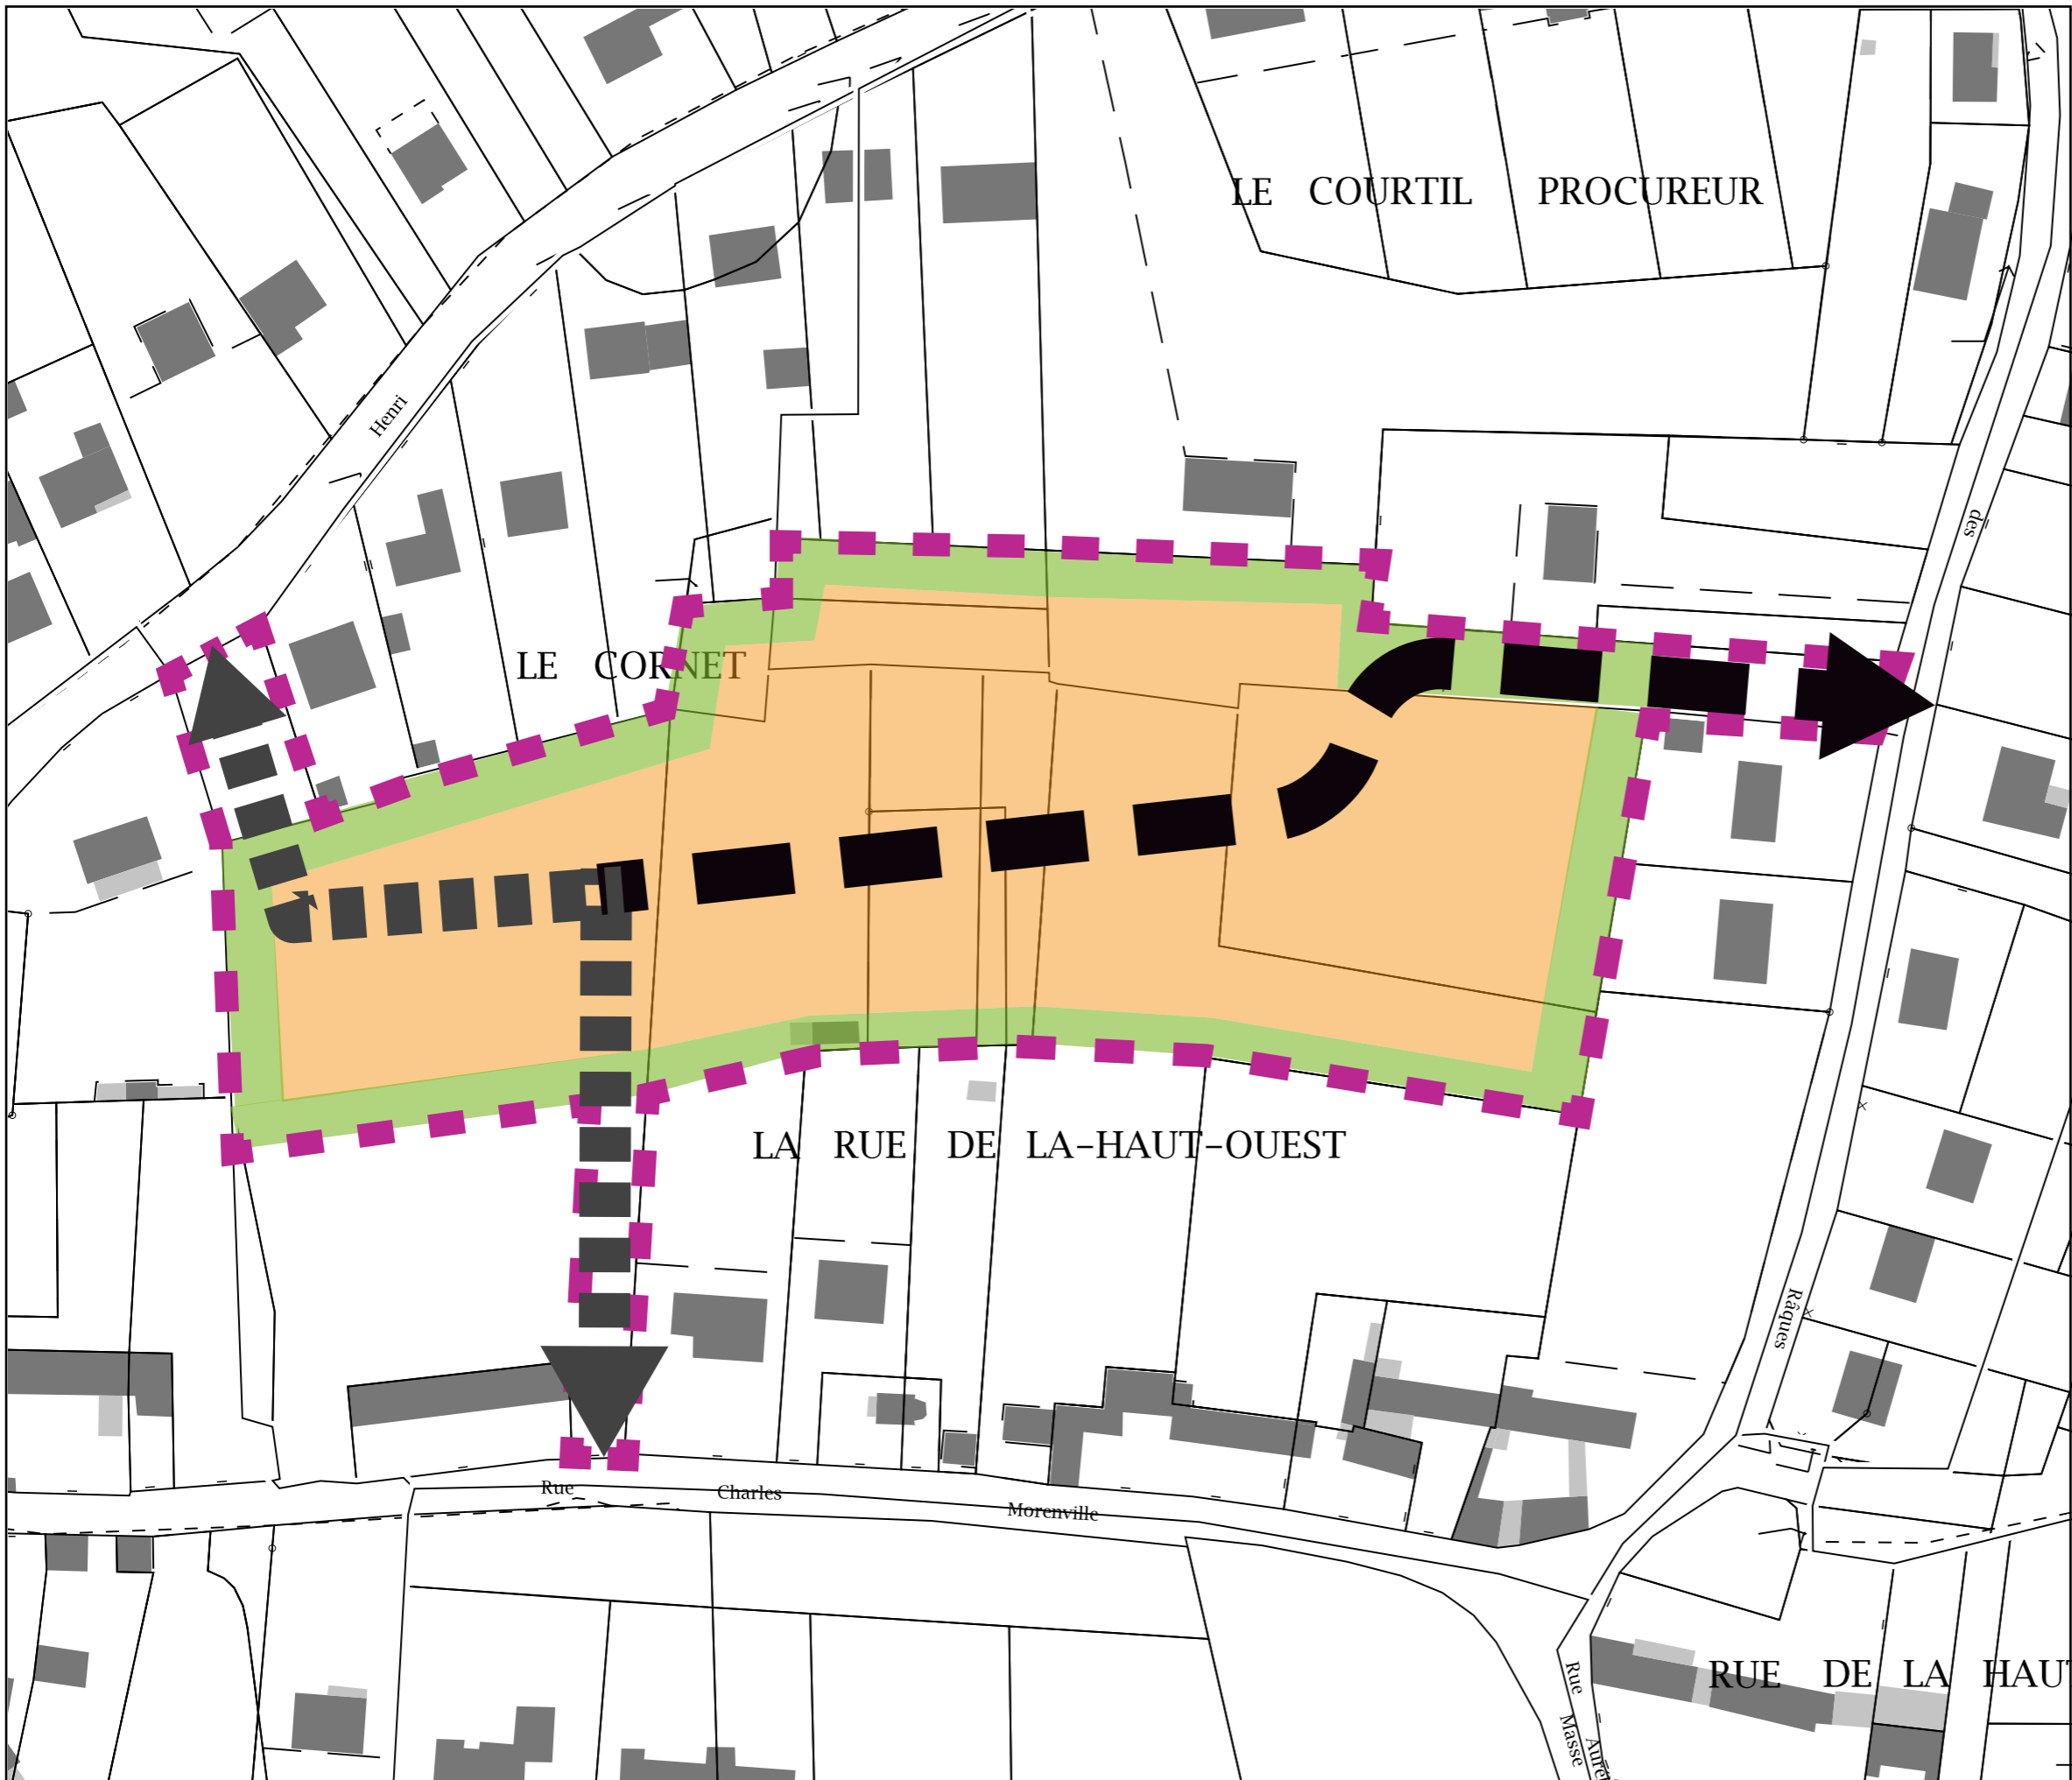 LE COURTIL PROCUREUR
Henri
des
LE CORNET
LA RUE DE LA-HAUT-OUEST
Râques
Rue Charles Morenville
RUE DE LA HAUT
Rue
Masse